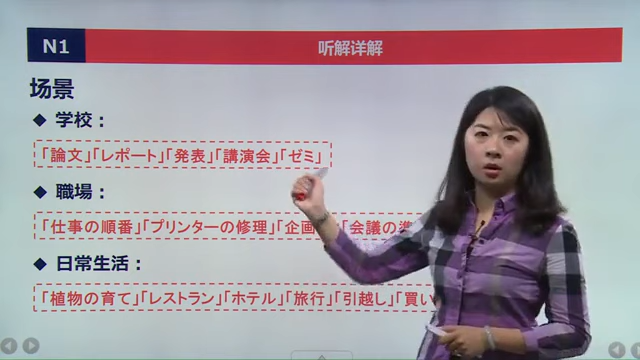 N1
听解详解
场景
◆ 学校：
「論文」「レポート」「発表」「講演会」「ゼミ」
◆ 職場：
「仕事の順番」「プリンターの修理」「企画 「会議の準
◆ 日常生活：
「植物の育て」「レストラン」「ホテル」「旅行」「引越し」「買い